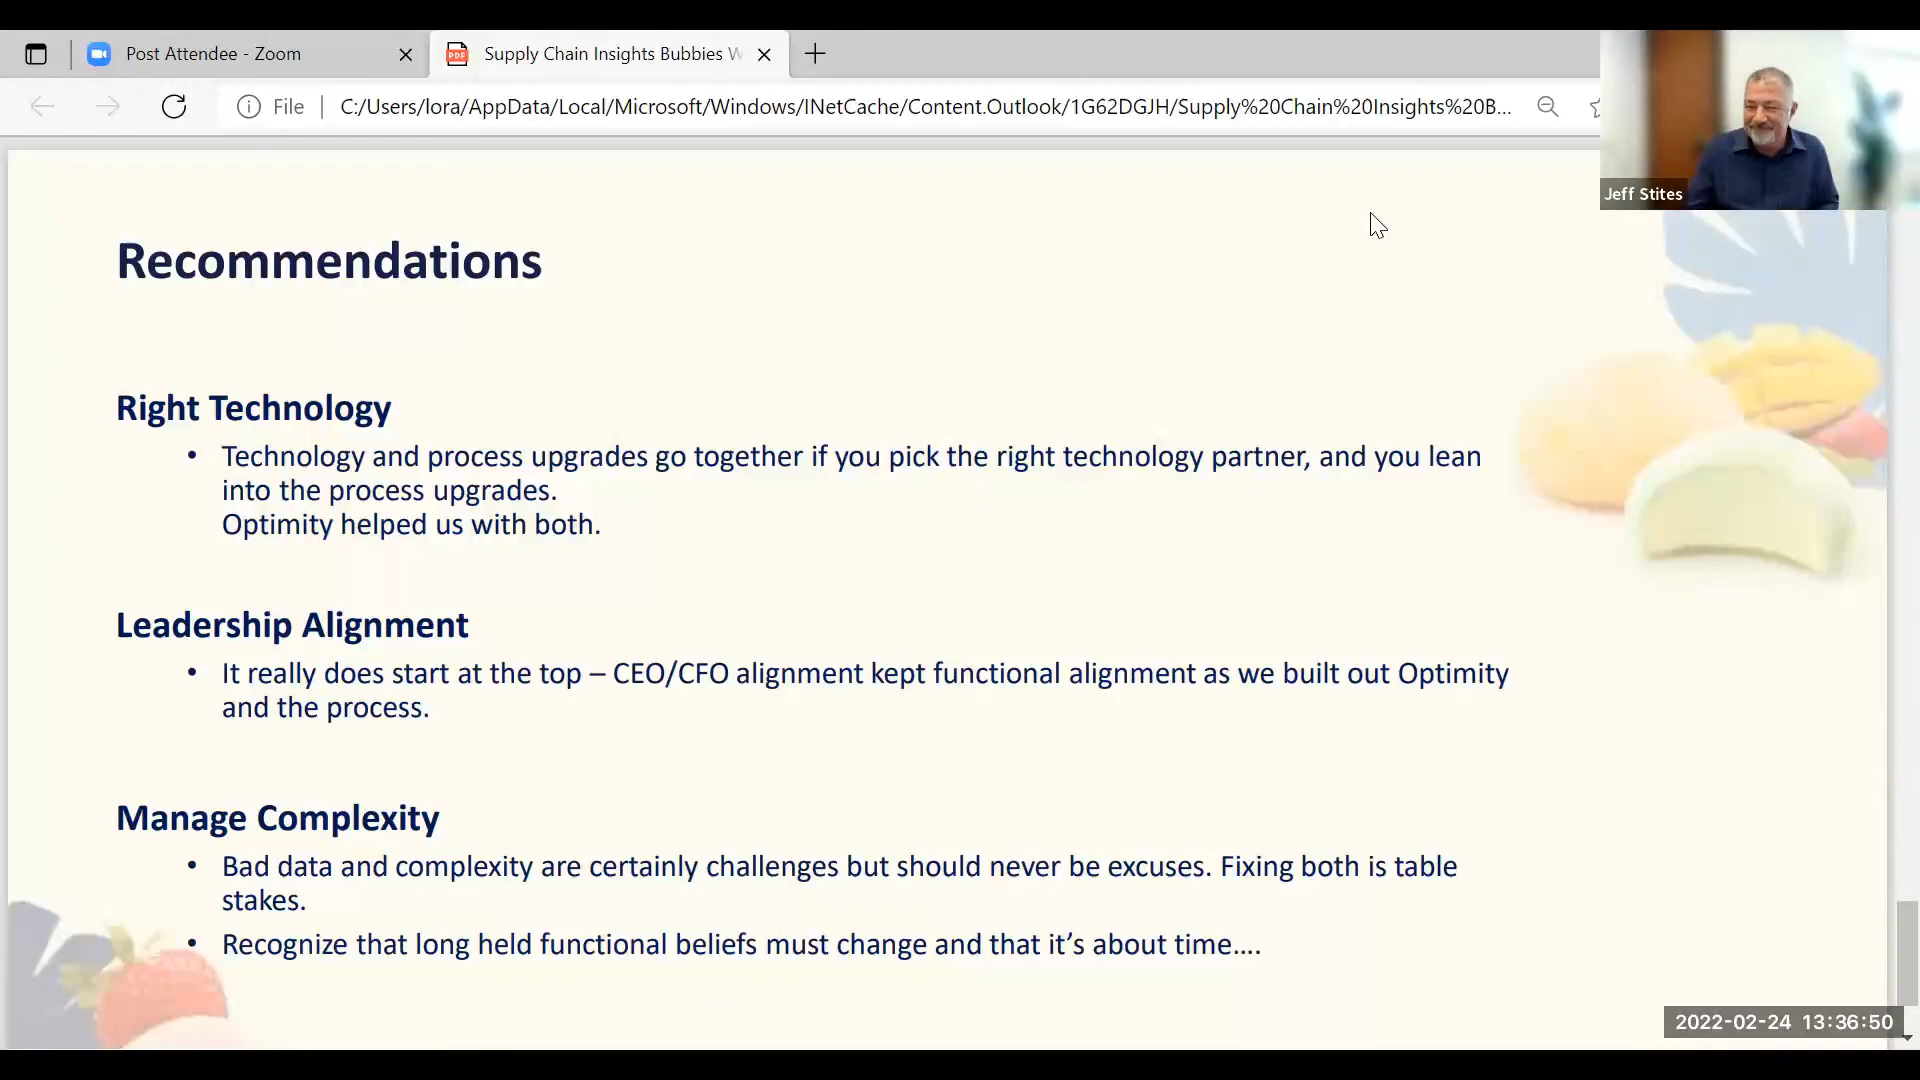 Post Attendee - Zoom
Supply Chain Insights Bubbies W
File
C:/Users/lora/AppData/Local/Microsoft/Windows/INetCache/Content.Outlook/1G62DGJH/Supply%20Chain%20Insights%20B...
Jeff Stites
Recommendations
Right Technology
• Technology and process upgrades go together if you pick the right technology partner, and you lean
into the process upgrades.
Optimity helped us with both.
Leadership Alignment
• It really does start at the top – CEO/CFO alignment kept functional alignment as we built out Optimity
and the process.
Manage Complexity
• Bad data and complexity are certainly challenges but should never be excuses. Fixing both is table
stakes.
• Recognize that long held functional beliefs must change and that it’s about time....
2022-02-24 13:36:50